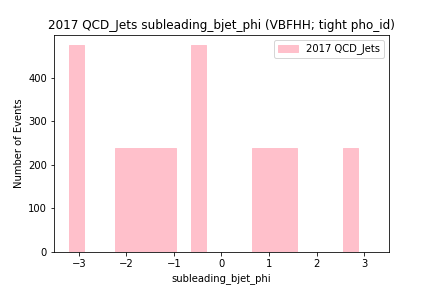 2017 QCD_Jets subleading_bjet_phi (VBFHH; tight pho_id)
2017 QCD_Jets
Number of Events
400
300
200
100
0
−3 −2 −1 0 1 2 3
subleading_bjet_phi